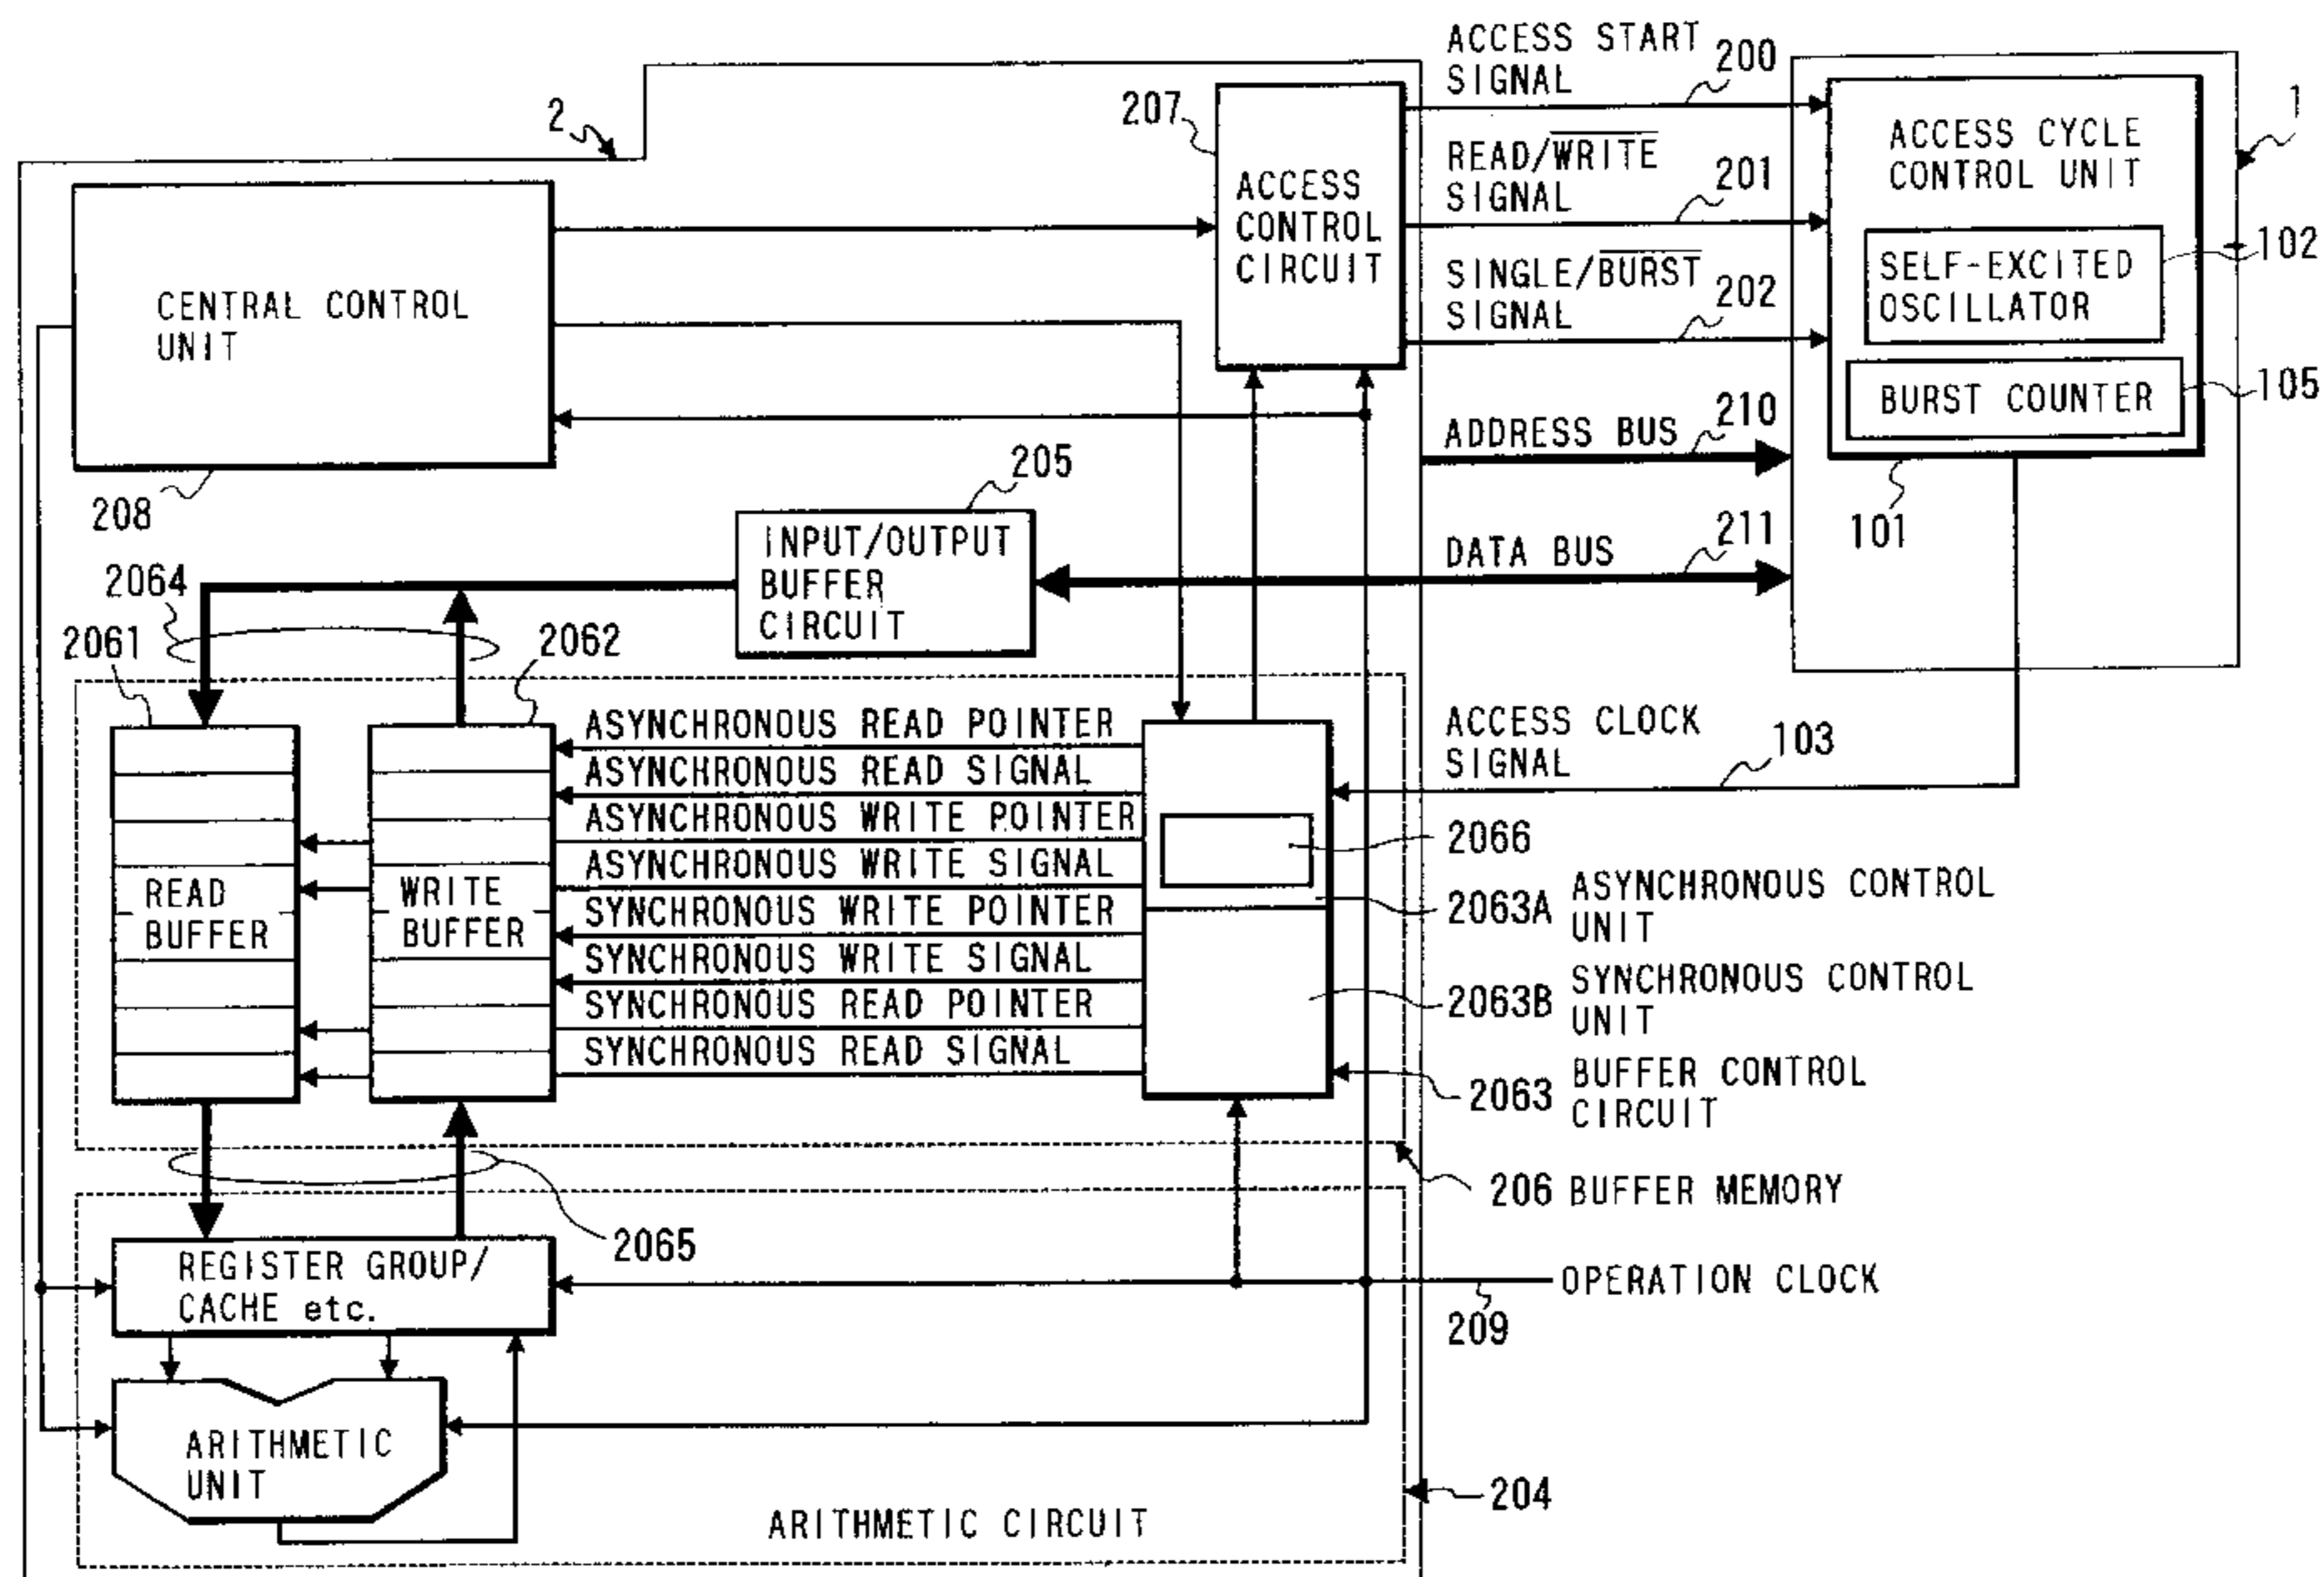 ACCESS START
SIGNAL
200
1
2
207
ACCESS
CONTROL
CIRCUIT
READ/WRITE
SIGNAL
201
ACCESS CYCLE
CONTROL UNIT
SINGLE/BURST
SIGNAL
202
SELF-EXCITED
OSCILLATOR
102
CENTRAL CONTROL
UNIT
208
BURST COUNTER
105
ADDRESS BUS
210
101
205
INPUT/OUTPUT
BUFFER
CIRCUIT
DATA BUS
211
2064
2061
2062
ASYNCHRONOUS READ POINTER
ASYNCHRONOUS READ SIGNAL
ASYNCHRONOUS WRITE POINTER
ASYNCHRONOUS WRITE SIGNAL
SYNCHRONOUS WRITE POINTER
SYNCHRONOUS WRITE SIGNAL
SYNCHRONOUS READ POINTER
SYNCHRONOUS READ SIGNAL
READ
BUFFER
WRITE
BUFFER
ACCESS CLOCK
SIGNAL
103
2066
2063A ASYNCHRONOUS CONTROL
UNIT
2063B SYNCHRONOUS CONTROL
UNIT
2063 BUFFER CONTROL
CIRCUIT
206 BUFFER MEMORY
2065
REGISTER GROUP/
CACHE etc.
OPERATION CLOCK
209
ARITHMETIC
UNIT
204
ARITHMETIC CIRCUIT